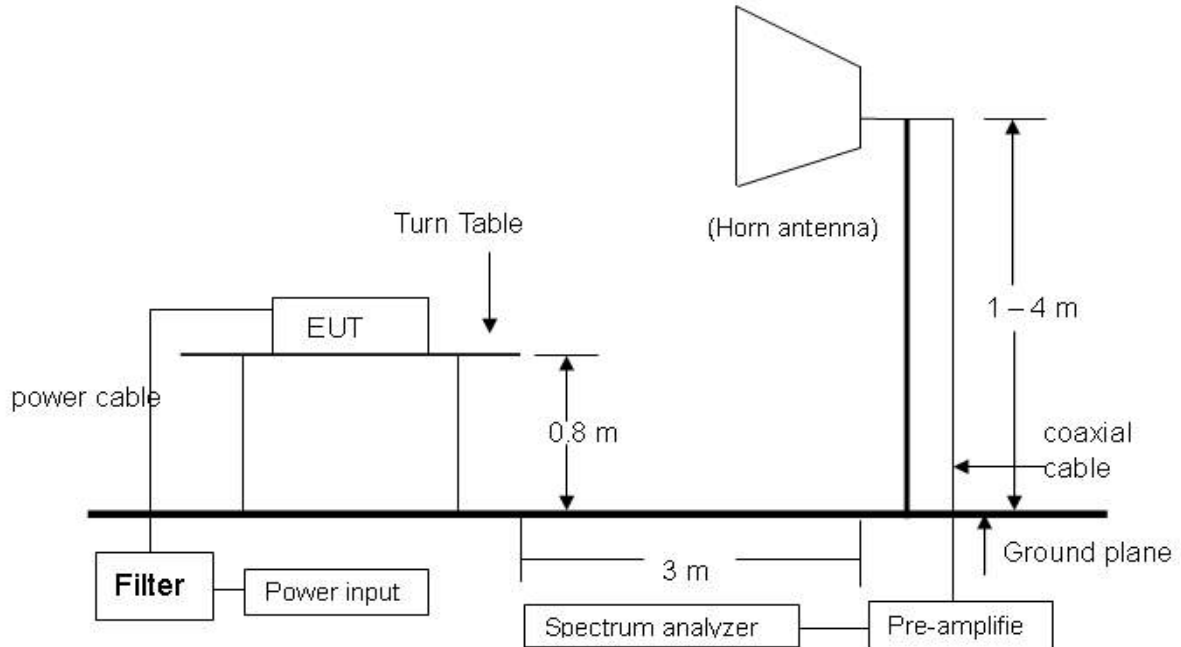 (Horn antenna)
Turn Table
1 – 4 m
EUT
power cable
0.8 m
coaxial
cable
Ground plane
3 m
Filter
Power input
Spectrum analyzer
Pre-amplifie